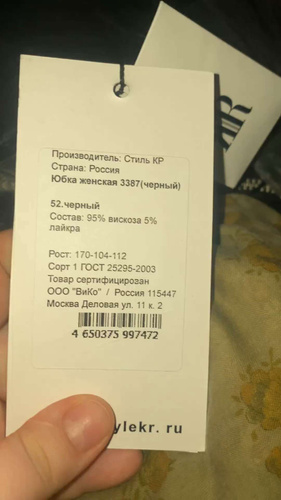 Производитель: Стиль КР
Страна: Россия
Юбка женская 3387(черный)
52.черный
Состав: 95% вискоза 5%
лайкра
Рост: 170-104-112
Сорт 1 ГОСТ 25295-2003
Товар сертифицирован
ООО "ВиКо" / Россия 115447
Москва Деловая ул. 11 к. 2
4 650375 997472
ylekr. ru